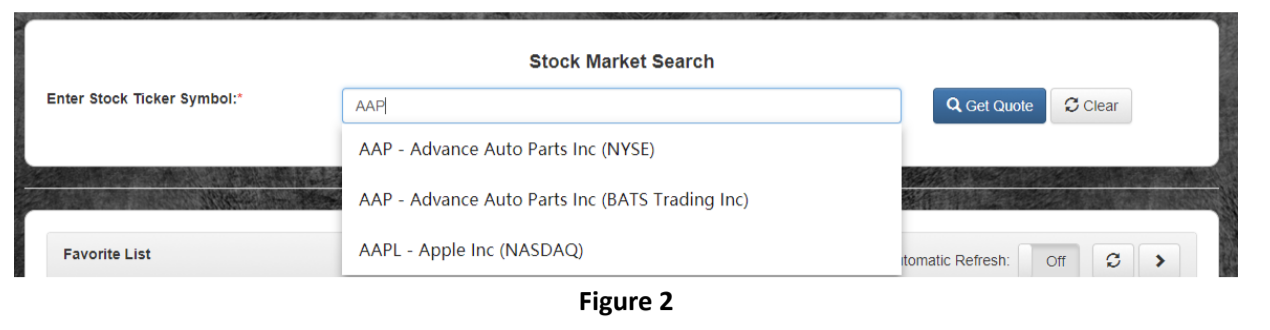 Stock Market Search
Enter Stock Ticker Symbol:*
AAP
Get Quote
Clear
AAP - Advance Auto Parts Inc (NYSE)
AAP - Advance Auto Parts Inc (BATS Trading Inc)
AAPL - Apple Inc (NASDAQ)
Favorite List
utomatic Refresh:
Off
Figure 2